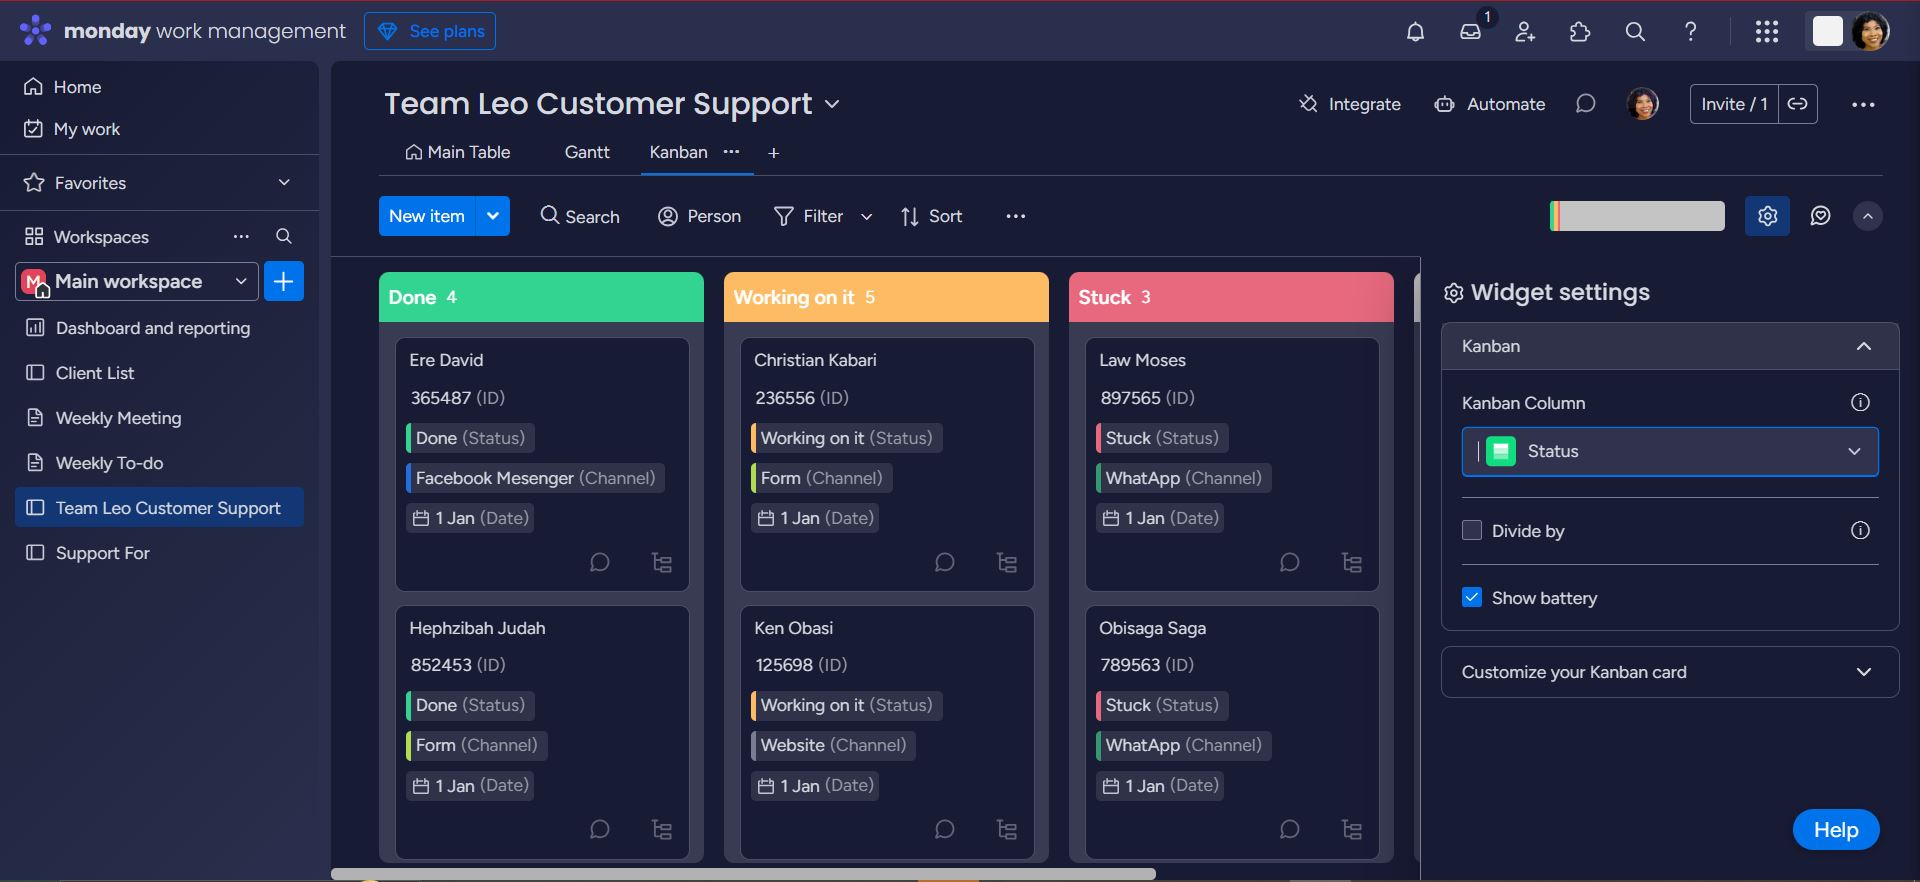 monday work management
See plans
1
Home
My work
Favorites
Workspaces
M Main workspace
Dashboard and reporting
Client List
Weekly Meeting
Weekly To-do
Team Leo Customer Support
Support For
Team Leo Customer Support
Integrate
Automate
Invite / 1
Main Table
Gantt
Kanban
New item
Search
Person
Filter
Sort
Done 4
Ere David
365487 (ID)
Done (Status)
Facebook Mesenger (Channel)
1 Jan (Date)
Hephzibah Judah
852453 (ID)
Done (Status)
Form (Channel)
1 Jan (Date)
Working on it 5
Christian Kabari
236556 (ID)
Working on it (Status)
Form (Channel)
1 Jan (Date)
Ken Obasi
125698 (ID)
Working on it (Status)
Website (Channel)
1 Jan (Date)
Stuck 3
Law Moses
897565 (ID)
Stuck (Status)
WhatApp (Channel)
1 Jan (Date)
Obisaga Saga
789563 (ID)
Stuck (Status)
WhatApp (Channel)
1 Jan (Date)
Widget settings
Kanban
Kanban Column
Status
Divide by
Show battery
Customize your Kanban card
Help